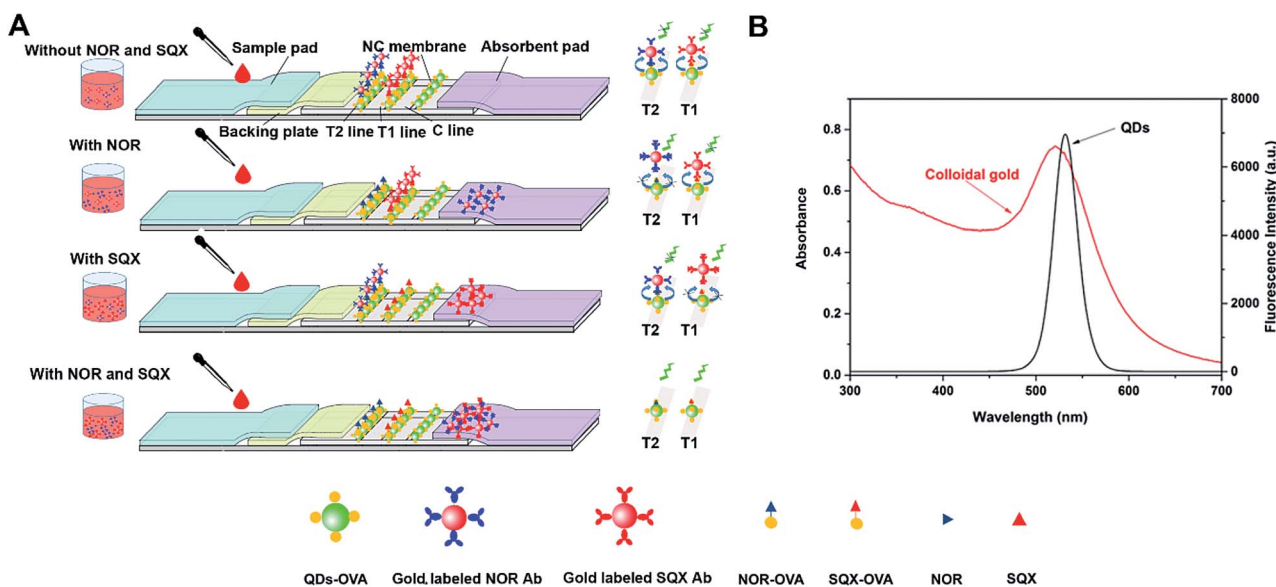 A
Without NOR and SQX
Sample pad
NC membrane
Absorbent pad
Backing plate
T2 line
T1 line
C line
T2
T1
With NOR
T2
T1
With SQX
T2
T1
With NOR and SQX
T2
T1
QDs-OVA
Gold labeled NOR Ab
Gold labeled SQX Ab
NOR-OVA
SQX-OVA
NOR
SQX
B
Absorbance
0.8
0.6
0.4
0.2
0.0
300
400
500
600
700
Wavelength (nm)
8000
6000
4000
2000
0
Fluorescence Intensity (a.u.)
Colloidal gold
QDs